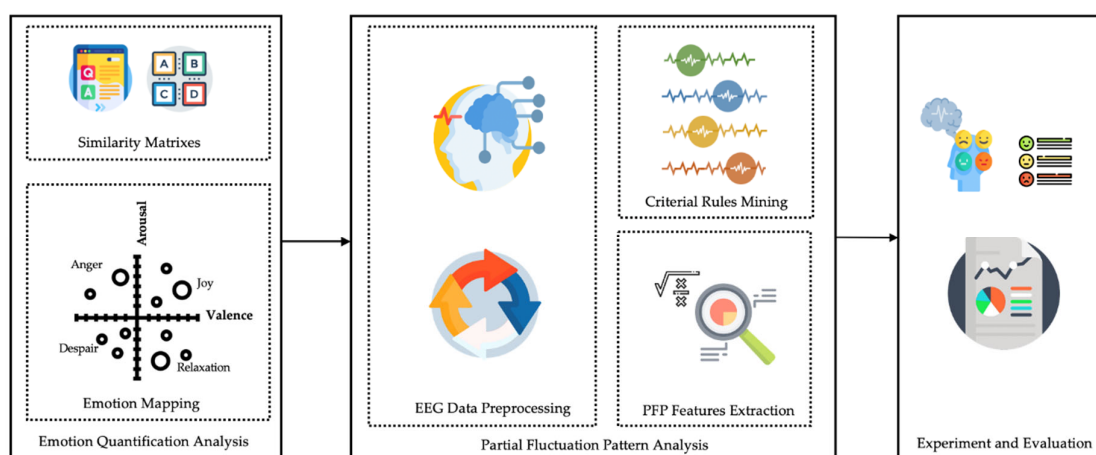 Q
A
A
B
C
D
Similarity Matrixes
Arousal
Anger
Joy
Valence
Despair
Relaxation
Emotion Mapping
Emotion Quantification Analysis
EEG Data Preprocessing
Criterial Rules Mining
PFP Features Extraction
Partial Fluctuation Pattern Analysis
Experiment and Evaluation